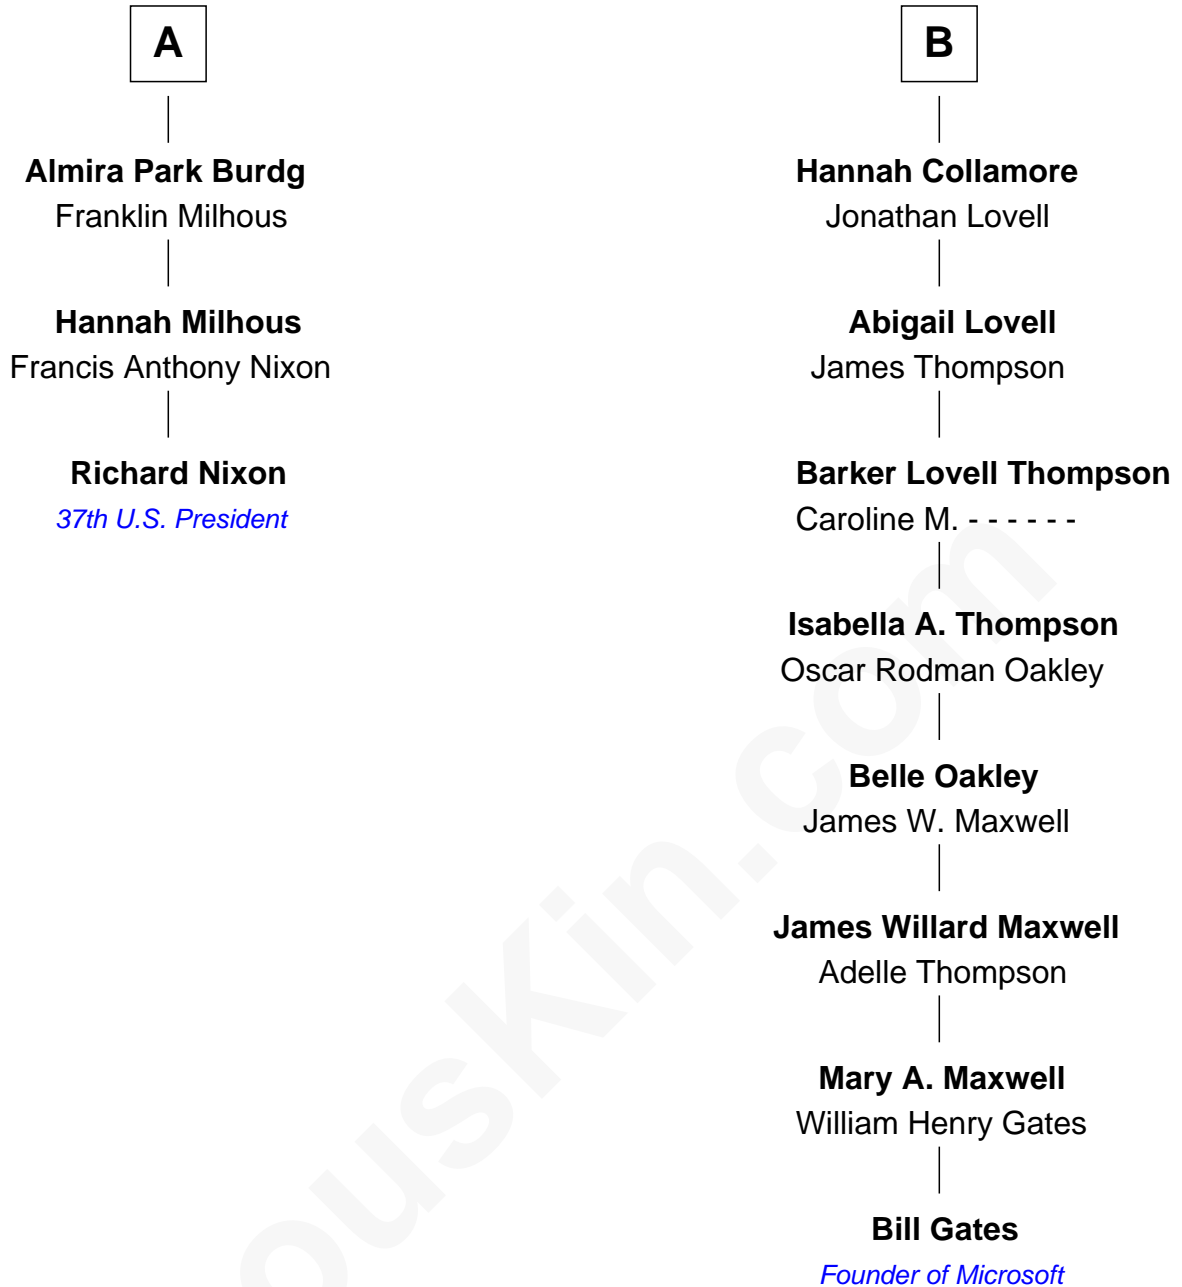 A
Almira Park Burdg
Franklin Milhous
Hannah Milhous
Francis Anthony Nixon
Richard Nixon
37th U.S. President
B
Hannah Collamore
Jonathan Lovell
Abigail Lovell
James Thompson
Barker Lovell Thompson
Caroline M. - - - - - -
Isabella A. Thompson
Oscar Rodman Oakley
Belle Oakley
James W. Maxwell
James Willard Maxwell
Adelle Thompson
Mary A. Maxwell
William Henry Gates
Bill Gates
Founder of Microsoft
ousKin.com